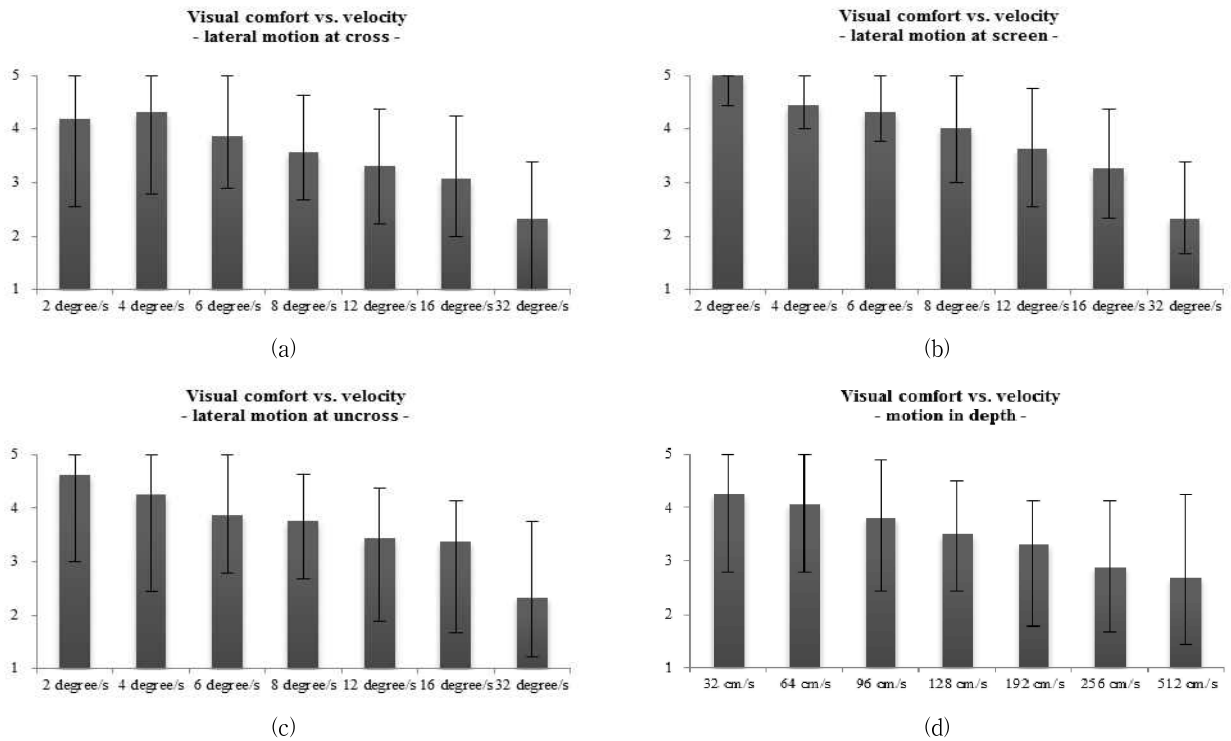 Visual comfort vs. velocity
- lateral motion at cross -
5
4
3
2
1
2 degree/s 4 degree/s 6 degree/s 8 degree/s 12 degree/s 16 degree/s 32 degree/s
(a)
Visual comfort vs. velocity
- lateral motion at screen -
5
4
3
2
1
2 degree/s 4 degree/s 6 degree/s 8 degree/s 12 degree/s 16 degree/s 32 degree/s
(b)
Visual comfort vs. velocity
- lateral motion at uncross -
5
4
3
2
1
2 degree/s 4 degree/s 6 degree/s 8 degree/s 12 degree/s 16 degree/s 32 degree/s
(c)
Visual comfort vs. velocity
- motion in depth -
5
4
3
2
1
32 cm/s 64 cm/s 96 cm/s 128 cm/s 192 cm/s 256 cm/s 512 cm/s
(d)